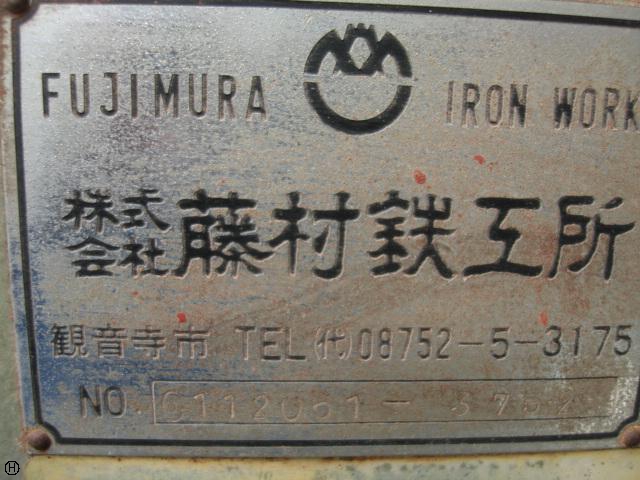 FUJIMURA IRON WORK
株式会社 藤村鉄工所
観音寺市 TEL(代)08752-5-3175
NO.
H